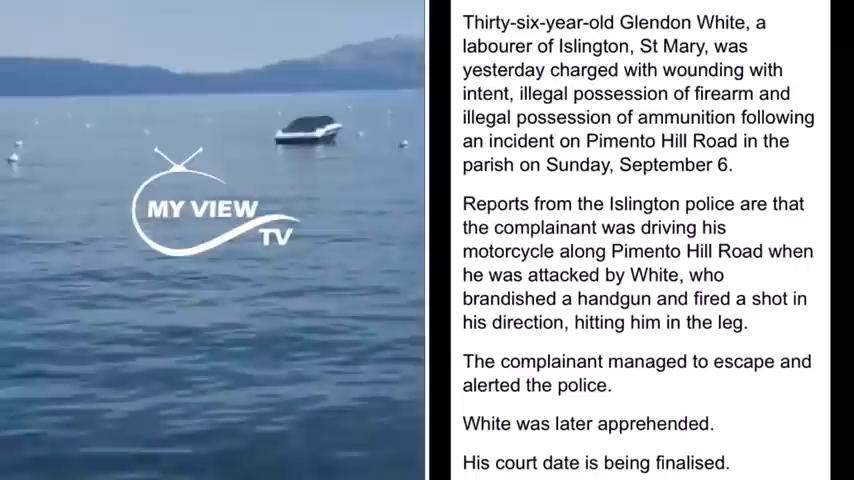 MY VIEW
TV
Thirty-six-year-old Glendon White, a
labourer of Islington, St Mary, was
yesterday charged with wounding with
intent, illegal possession of firearm and
illegal possession of ammunition following
an incident on Pimento Hill Road in the
parish on Sunday, September 6.
Reports from the Islington police are that
the complainant was driving his
motorcycle along Pimento Hill Road when
he was attacked by White, who
brandished a handgun and fired a shot in
his direction, hitting him in the leg.
The complainant managed to escape and
alerted the police.
White was later apprehended.
His court date is being finalised.